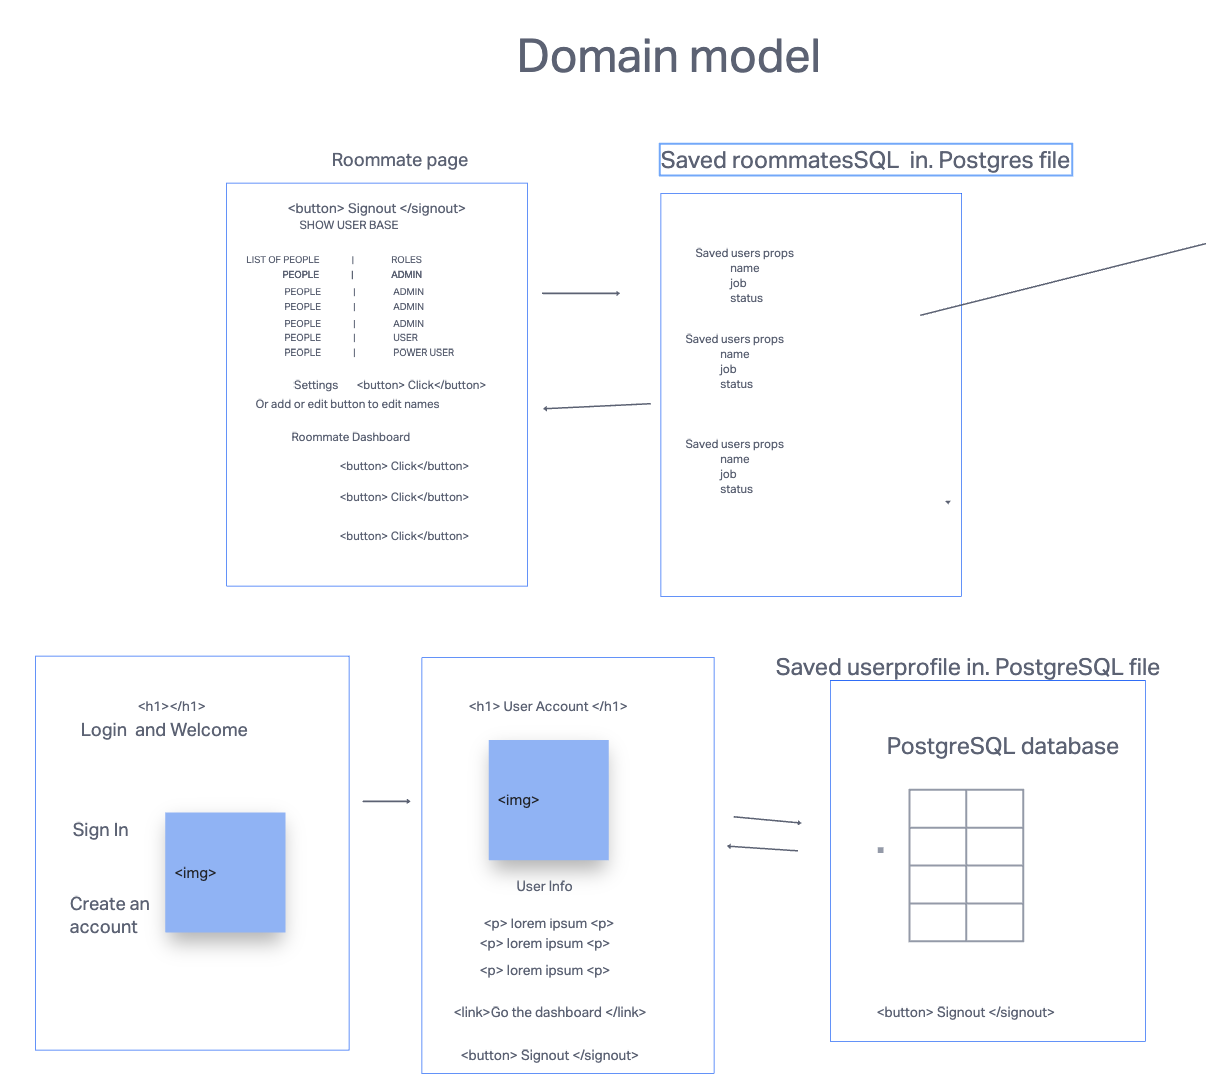 Domain model
Roommate page
<button> Signout </signout>
SHOW USER BASE
LIST OF PEOPLE | ROLES
PEOPLE | ADMIN
PEOPLE | ADMIN
PEOPLE | ADMIN
PEOPLE | ADMIN
PEOPLE | USER
PEOPLE | POWER USER
Settings <button> Click</button>
Or add or edit button to edit names
Roommate Dashboard
<button> Click</button>
<button> Click</button>
<button> Click</button>
Saved roommatesSQL in. Postgres file
Saved users props
name
job
status
Saved users props
name
job
status
Saved users props
name
job
status
<h1></h1>
Login and Welcome
Sign In
<img>
Create an
account
<h1> User Account </h1>
<img>
User Info
<p> lorem ipsum <p>
<p> lorem ipsum <p>
<p> lorem ipsum <p>
<link>Go the dashboard </link>
<button> Signout </signout>
Saved userprofile in. PostgreSQL file
PostgreSQL database
<button> Signout </signout>